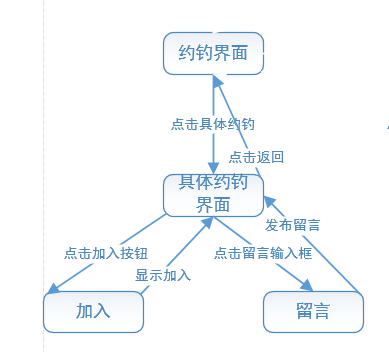 约钓界面
点击具体约钓
点击返回
具体约钓
界面
发布留言
点击加入按钮
点击留言输入框
显示加入
加入
留言